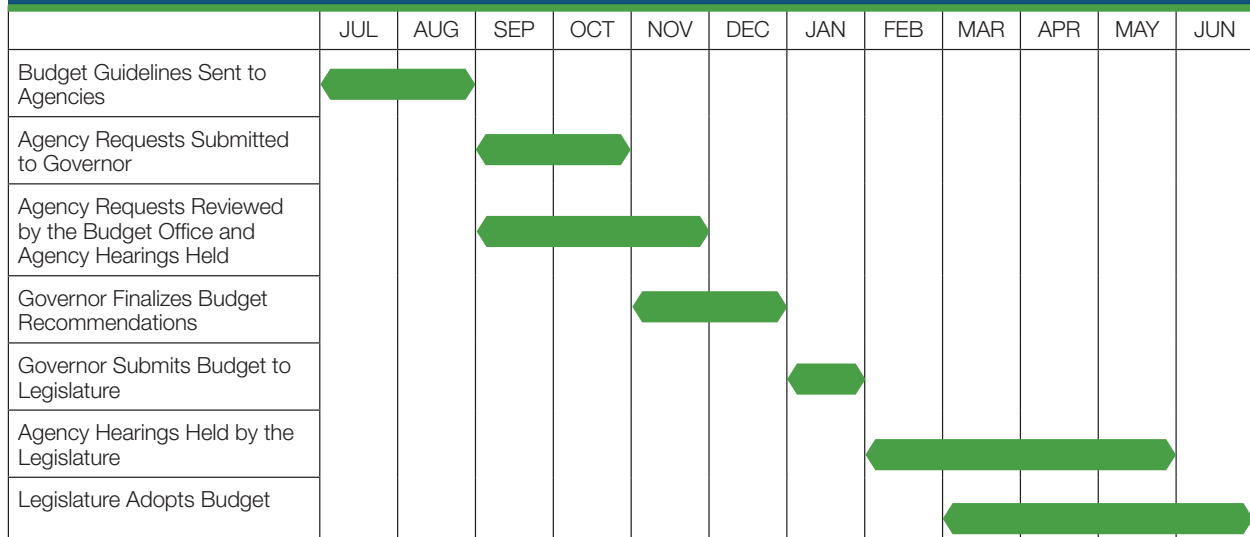 JUL AUG SEP OCT NOV DEC JAN FEB MAR APR MAY JUN
Budget Guidelines Sent to
Agencies
Agency Requests Submitted
to Governor
Agency Requests Reviewed
by the Budget Office and
Agency Hearings Held
Governor Finalizes Budget
Recommendations
Governor Submits Budget to
Legislature
Agency Hearings Held by the
Legislature
Legislature Adopts Budget